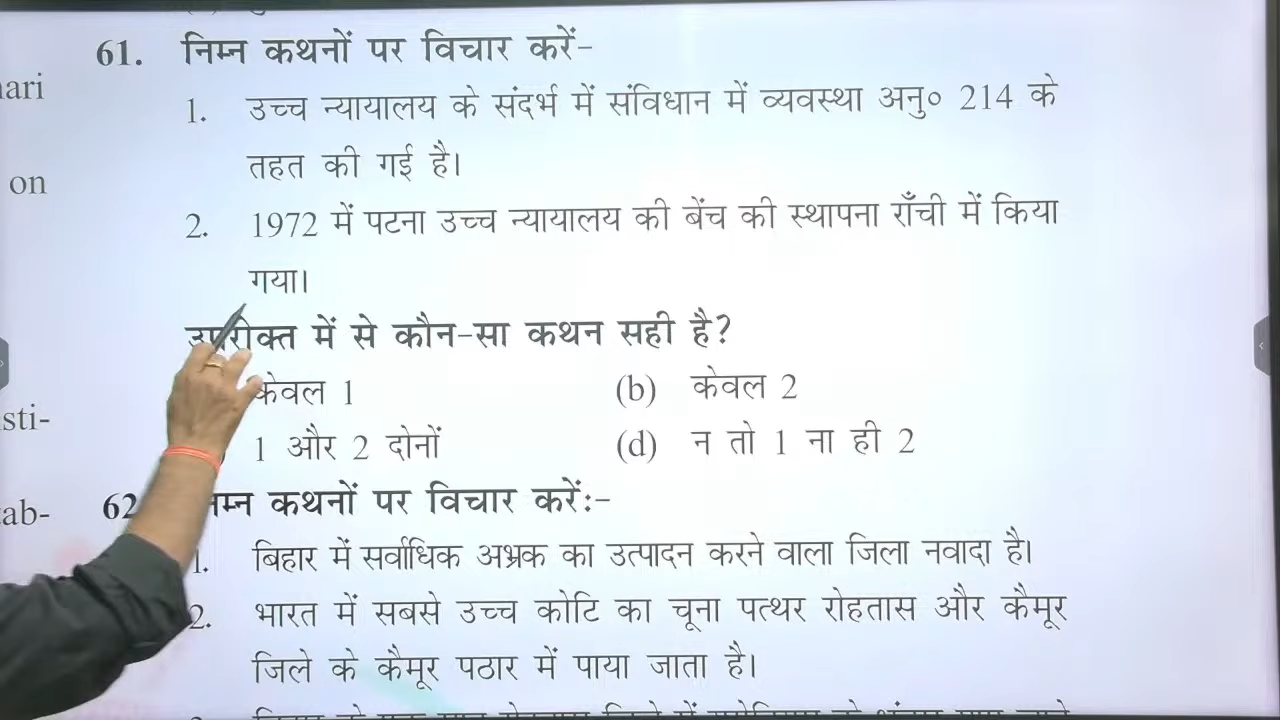 61. निम्न कथनों पर विचार करें-
ari
1. उच्च न्यायालय के संदर्भ में संविधान में व्यवस्था अनु० 214 के
तहत की गई है।
on
2. 1972 में पटना उच्च न्यायालय की बेंच की स्थापना राँची में किया
गया।
उपरोक्त में से कौन-सा कथन सही है?
केवल 1 (b) केवल 2
sti-
1 और 2 दोनों (d) न तो 1 ना ही 2
ab-
62 निम्न कथनों पर विचार करेंः-
1. बिहार में सर्वाधिक अभ्रक का उत्पादन करने वाला जिला नवादा है।
2. भारत में सबसे उच्च कोटि का चूना पत्थर रोहतास और कैमूर
जिले के कैमूर पठार में पाया जाता है।